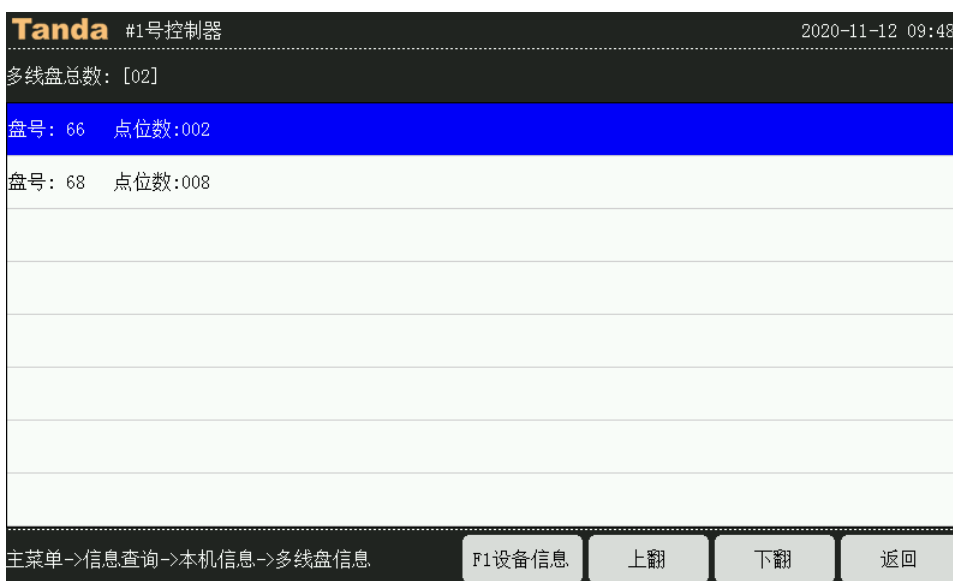 Tanda #1号控制器 2020-11-12 09:48
多线盘总数: [02]
盘号: 66 点位数:002
盘号: 68 点位数:008
主菜单->信息查询->本机信息->多线盘信息 F1设备信息 上翻 下翻 返回